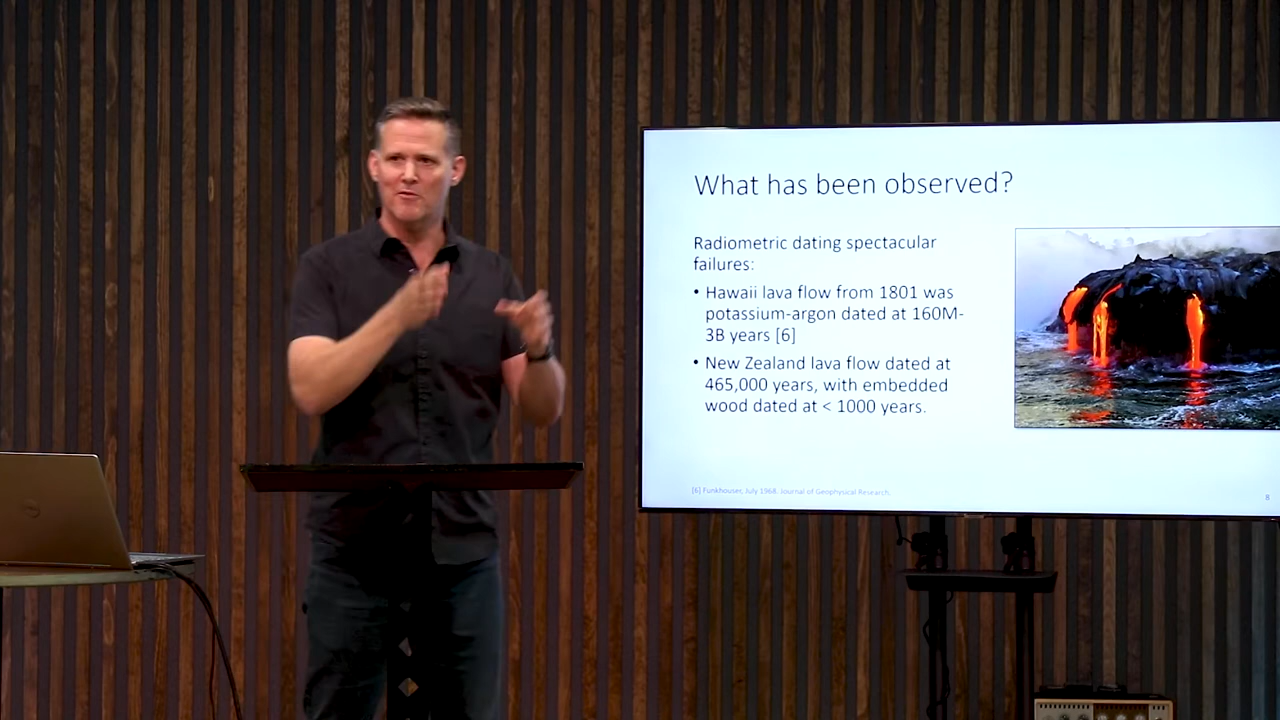 What has been observed?
Radiometric dating spectacular
failures:
• Hawaii lava flow from 1801 was
potassium-argon dated at 160M-
3B years [6]
• New Zealand lava flow dated at
465,000 years, with embedded
wood dated at < 1000 years.
[6] Funkhouser, July 1968. Journal of Geophysical Research.
8